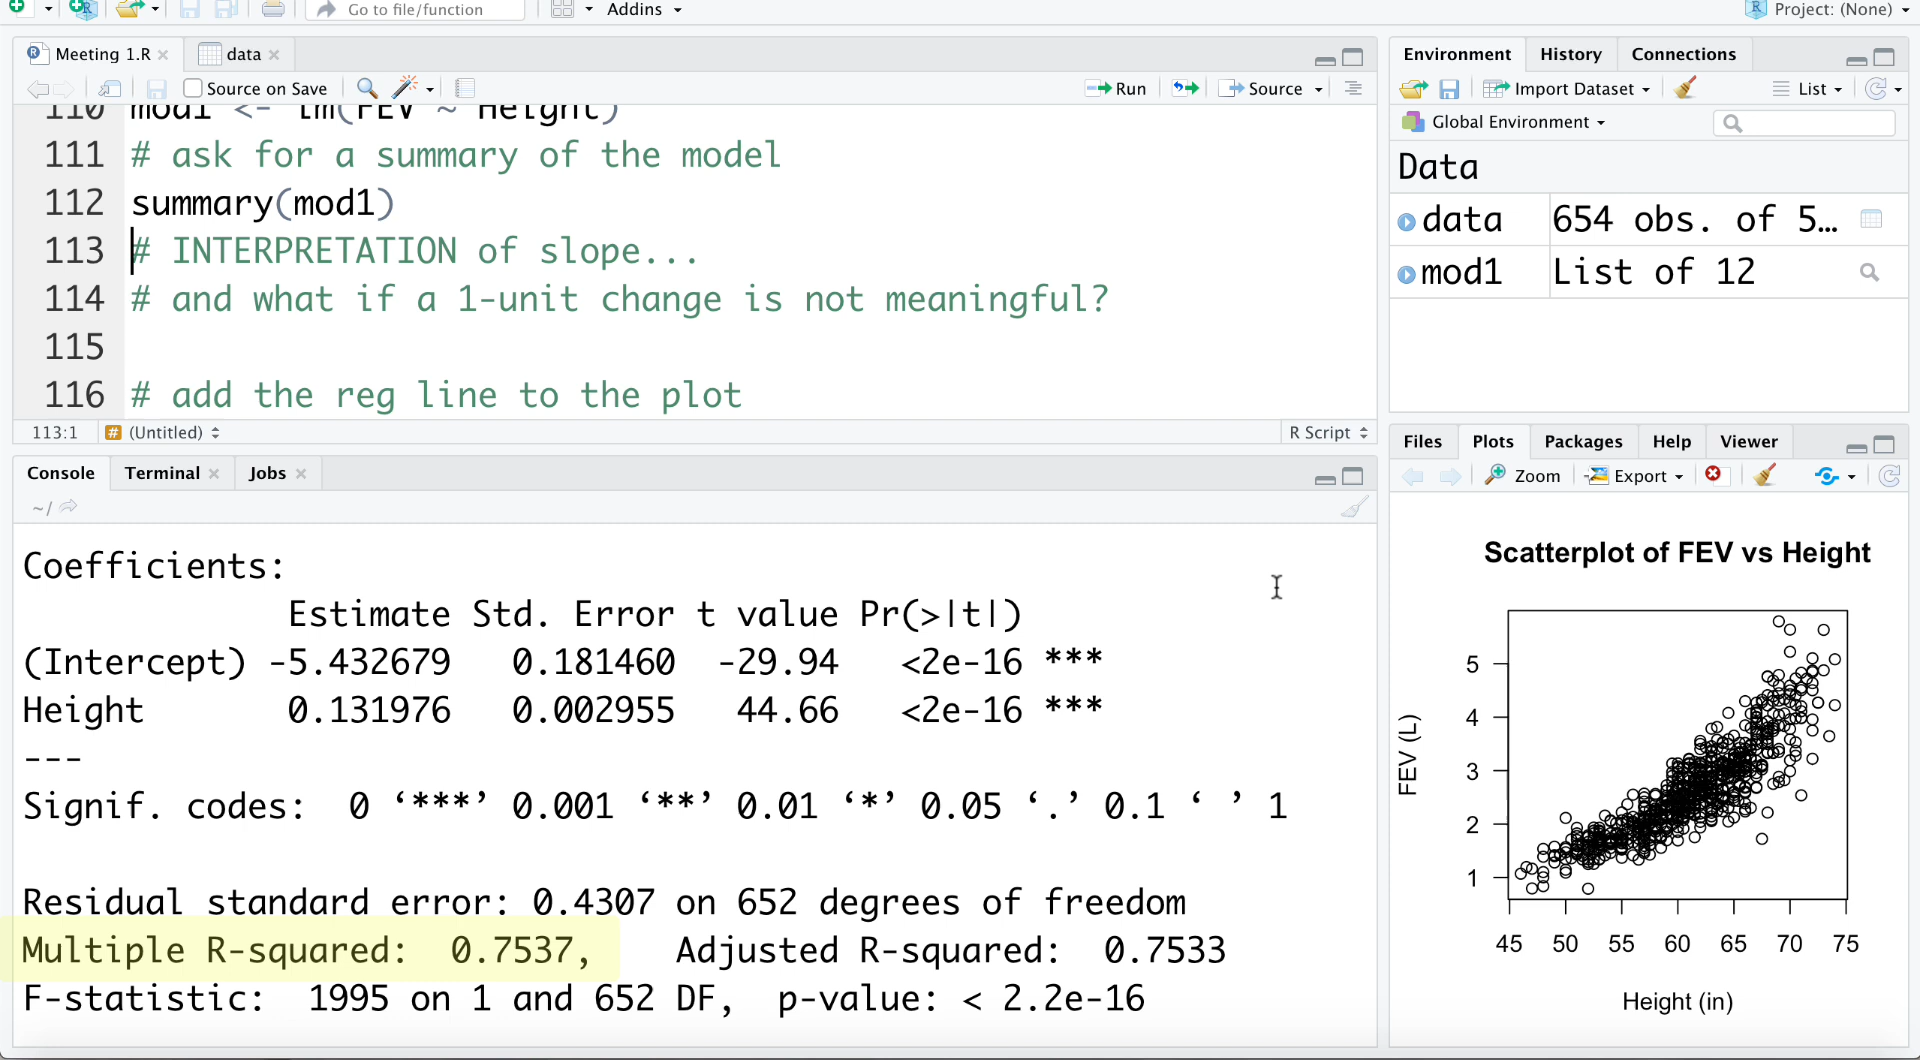 Go to file/function
Addins
Project: (None)
Meeting 1.R
data
Source on Save
Run
Source
110 mod1 <- lm(FEV ~ Height)
111 # ask for a summary of the model
112 summary(mod1)
113 # INTERPRETATION of slope...
114 # and what if a 1-unit change is not meaningful?
115
116 # add the reg line to the plot
113:1 # (Untitled)
R Script
Console
Terminal
Jobs
~/
Coefficients:
Estimate Std. Error t value Pr(>|t|)
(Intercept) -5.432679 0.181460 -29.94 <2e-16 ***
Height 0.131976 0.002955 44.66 <2e-16 ***
---
Signif. codes: 0 ‘***’ 0.001 ‘**’ 0.01 ‘*’ 0.05 ‘.’ 0.1 ‘ ’ 1
Residual standard error: 0.4307 on 652 degrees of freedom
Multiple R-squared: 0.7537, Adjusted R-squared: 0.7533
F-statistic: 1995 on 1 and 652 DF, p-value: < 2.2e-16
Environment
History
Connections
Import Dataset
List
Global Environment
Data
data 654 obs. of 5…
mod1 List of 12
Files
Plots
Packages
Help
Viewer
Zoom
Export
Scatterplot of FEV vs Height
FEV (L)
5
4
3
2
1
45 50 55 60 65 70 75
Height (in)